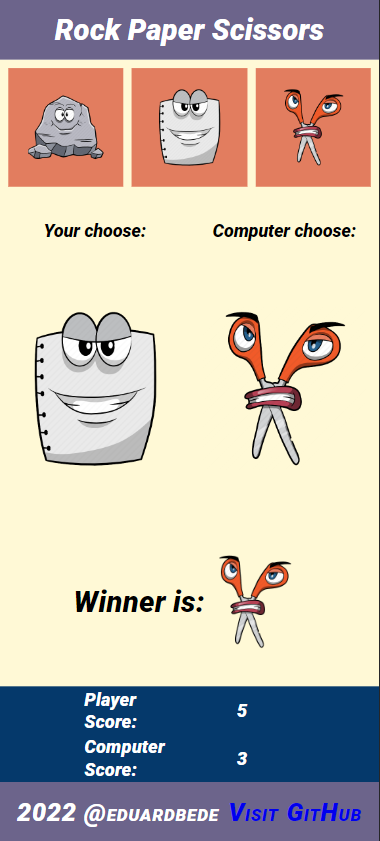 Rock Paper Scissors
Your choose: Computer choose:
Winner is:
Player
Score: 5
Computer
Score: 3
2022 @EDUARDBEDE VISIT GITHUB